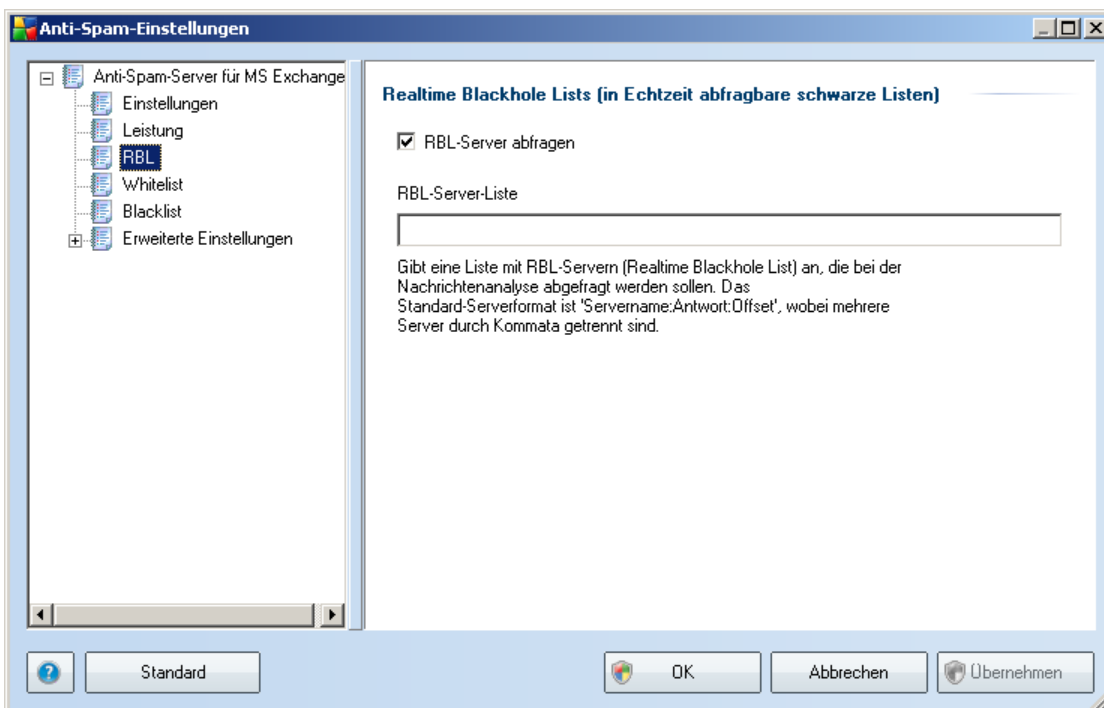 Anti-Spam-Einstellungen
Anti-Spam-Server für MS Exchange
Einstellungen
Leistung
RBL
Whitelist
Blacklist
Erweiterte Einstellungen
Realtime Blackhole Lists (in Echtzeit abfragbare schwarze Listen)
RBL-Server abfragen
RBL-Server-Liste
Gibt eine Liste mit RBL-Servern (Realtime Blackhole List) an, die bei der
Nachrichtenanalyse abgefragt werden sollen. Das
Standard-Serverformat ist 'Servername:Antwort:Offset', wobei mehrere
Server durch Kommata getrennt sind.
Standard
OK
Abbrechen
Übernehmen